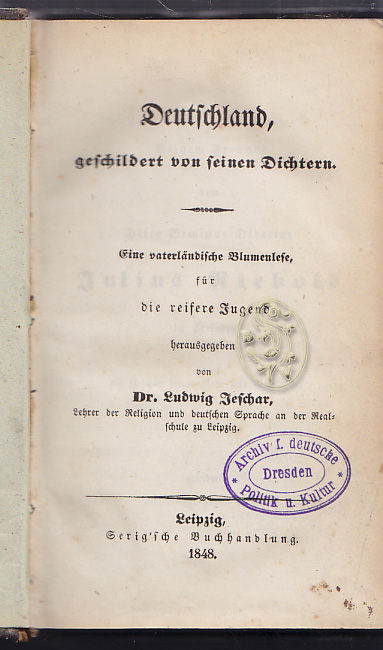 Deutschland,
geschildert von seinen Dichtern.
Eine vaterländische Blumenlese,
für
die reifere Jugend
herausgegeben
von
Dr. Ludwig Jeschar,
Lehrer der Religion und deutschen Sprache an der Real-
schule zu Leipzig.
Archiv f. deutsche
Dresden
Politik u. Kultur
Leipzig,
Serig'sche Buchhandlung.
1848.